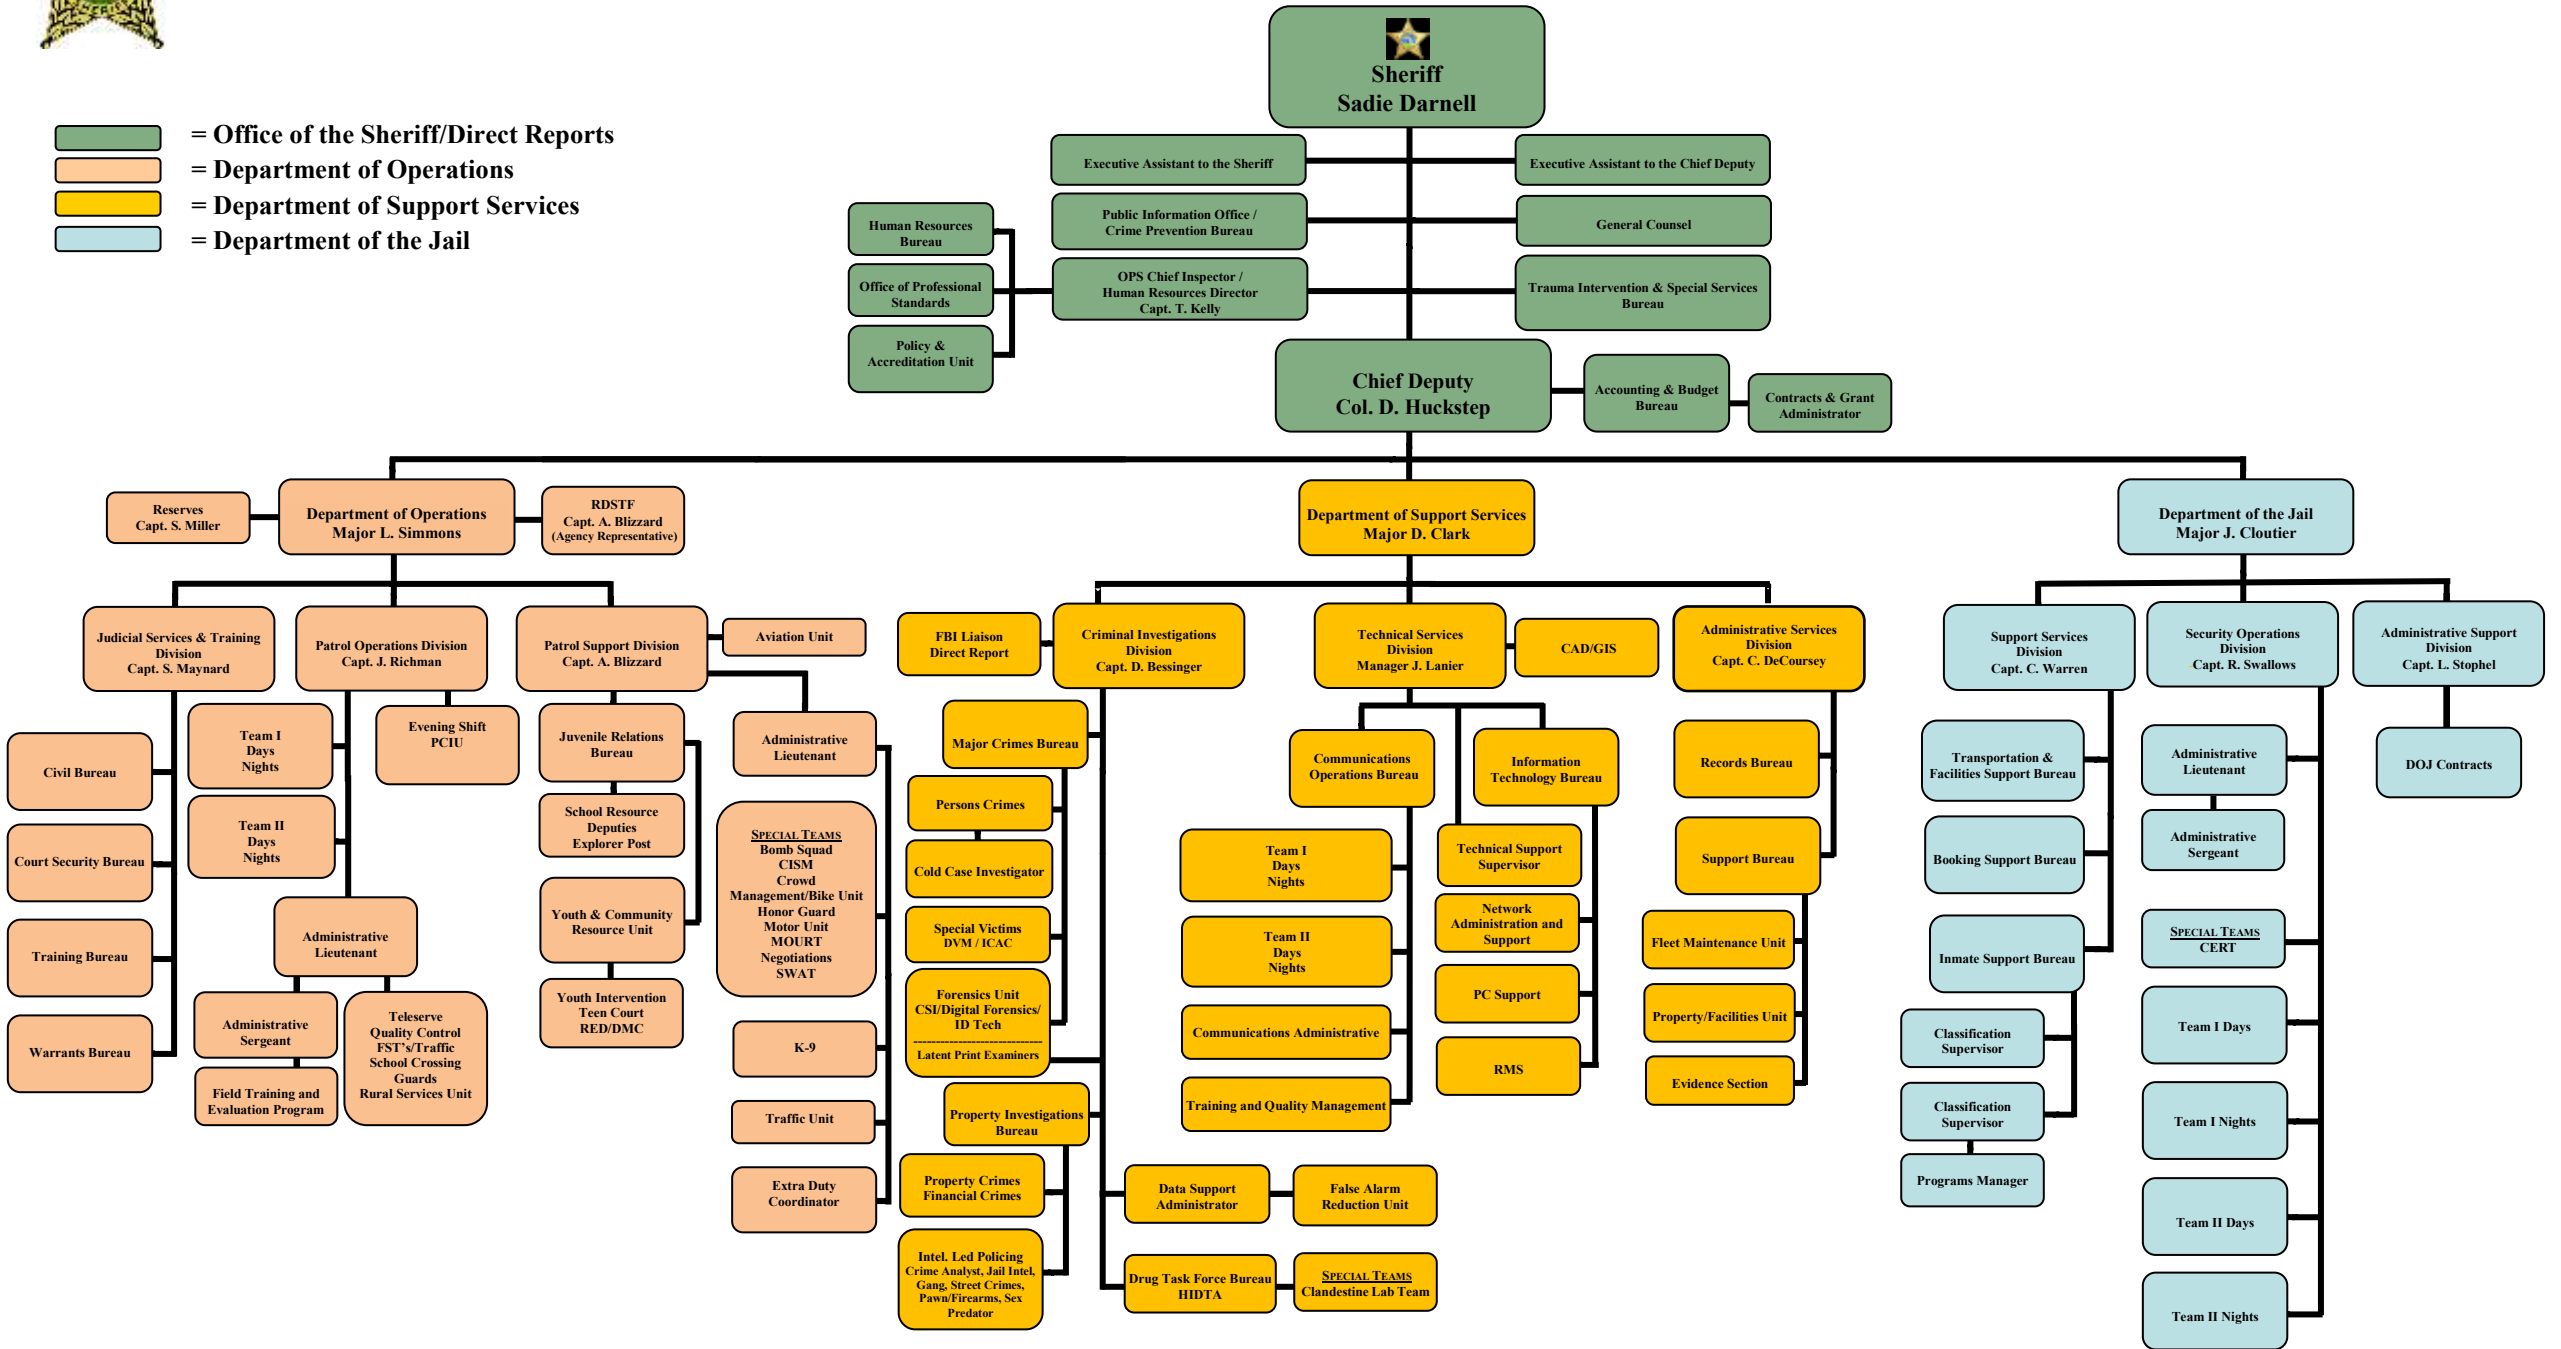 Sheriff
Sadie Darnell
= Office of the Sheriff/Direct Reports
= Department of Operations
= Department of Support Services
= Department of the Jail
Executive Assistant to the Sheriff
Executive Assistant to the Chief Deputy
Public Information Office /
Crime Prevention Bureau
General Counsel
Human Resources
Bureau
Office of Professional
Standards
Policy &
Accreditation Unit
OPS Chief Inspector /
Human Resources Director
Capt. T. Kelly
Trauma Intervention & Special Services
Bureau
Chief Deputy
Col. D. Huckstep
Accounting & Budget
Bureau
Contracts & Grant
Administrator
Reserves
Capt. S. Miller
Department of Operations
Major L. Simmons
RDSTF
Capt. A. Blizzard
(Agency Representative)
Department of Support Services
Major D. Clark
Department of the Jail
Major J. Cloutier
Judicial Services & Training
Division
Capt. S. Maynard
Civil Bureau
Court Security Bureau
Training Bureau
Warrants Bureau
Patrol Operations Division
Capt. J. Richman
Team I
Days
Nights
Team II
Days
Nights
Evening Shift
PCIU
Administrative
Lieutenant
Administrative
Sergeant
Field Training and
Evaluation Program
Teleserve
Quality Control
FST's/Traffic
School Crossing
Guards
Rural Services Unit
Patrol Support Division
Capt. A. Blizzard
Aviation Unit
Juvenile Relations
Bureau
School Resource
Deputies
Explorer Post
Youth & Community
Resource Unit
Youth Intervention
Teen Court
RED/DMC
Administrative
Lieutenant
SPECIAL TEAMS
Bomb Squad
CISM
Crowd
Management/Bike Unit
Honor Guard
Motor Unit
MOURT
Negotiations
SWAT
K-9
Traffic Unit
Extra Duty
Coordinator
FBI Liaison
Direct Report
Criminal Investigations
Division
Capt. D. Bessinger
Major Crimes Bureau
Persons Crimes
Cold Case Investigator
Special Victims
DVM / ICAC
Forensics Unit
CSI/Digital Forensics/
ID Tech
----------------------------
Latent Print Examiners
Property Investigations
Bureau
Property Crimes
Financial Crimes
Intel. Led Policing
Crime Analyst, Jail Intel,
Gang, Street Crimes,
Pawn/Firearms, Sex
Predator
Data Support
Administrator
False Alarm
Reduction Unit
Drug Task Force Bureau
HIDTA
SPECIAL TEAMS
Clandestine Lab Team
Technical Services
Division
Manager J. Lanier
CAD/GIS
Communications
Operations Bureau
Team I
Days
Nights
Team II
Days
Nights
Communications Administrative
Training and Quality Management
Information
Technology Bureau
Technical Support
Supervisor
Network
Administration and
Support
PC Support
RMS
Administrative Services
Division
Capt. C. DeCoursey
Records Bureau
Support Bureau
Fleet Maintenance Unit
Property/Facilities Unit
Evidence Section
Support Services
Division
Capt. C. Warren
Transportation &
Facilities Support Bureau
Booking Support Bureau
Inmate Support Bureau
Classification
Supervisor
Classification
Supervisor
Programs Manager
Security Operations
Division
Capt. R. Swallows
Administrative
Lieutenant
Administrative
Sergeant
SPECIAL TEAMS
CERT
Team I Days
Team I Nights
Team II Days
Team II Nights
Administrative Support
Division
Capt. L. Stophel
DOJ Contracts